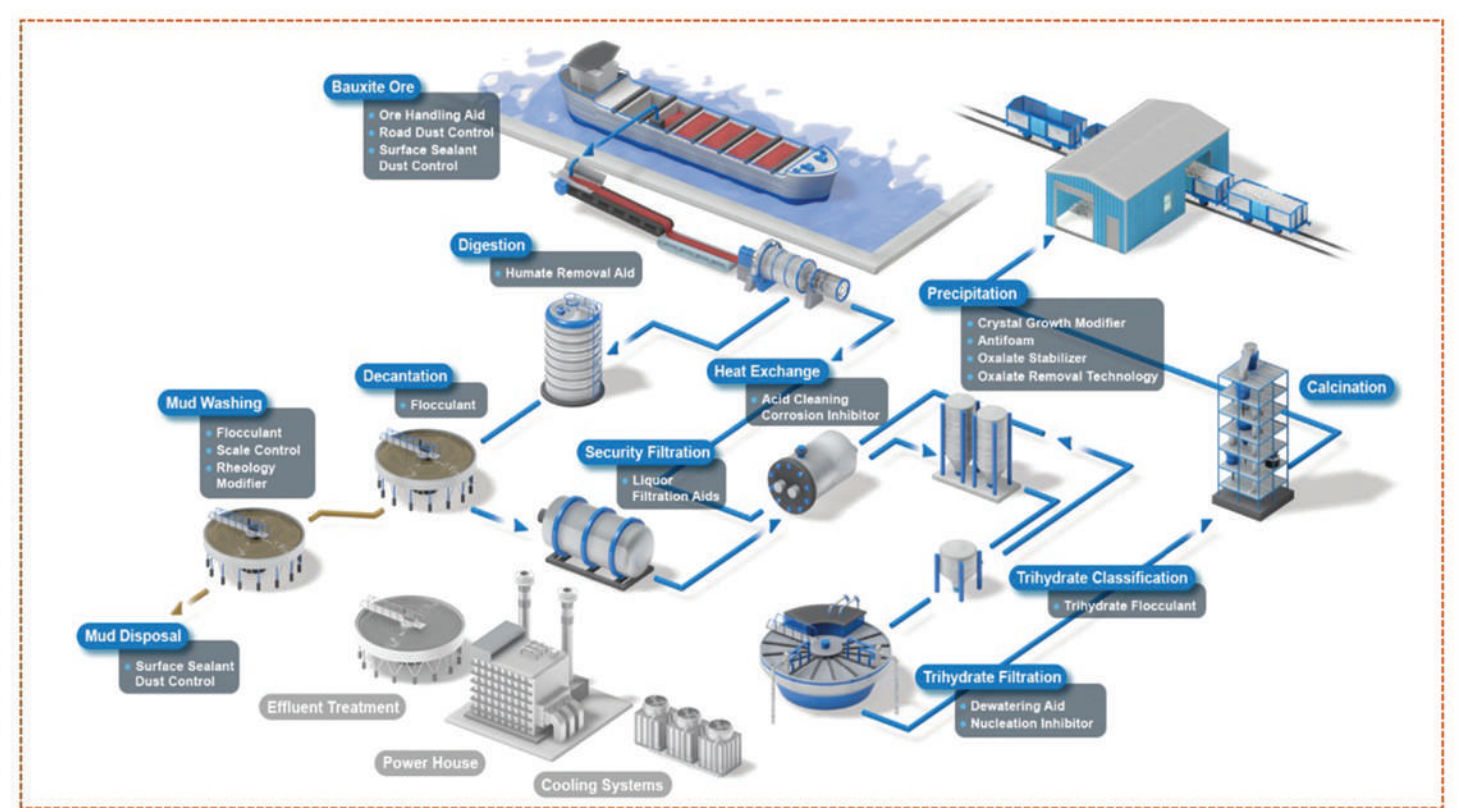 Bauxite Ore
Ore Handling Aid
Road Dust Control
Surface Sealant
Dust Control
Digestion
Humate Removal Aid
Precipitation
Crystal Growth Modifier
Antifoam
Oxalate Stabilizer
Oxalate Removal Technology
Heat Exchange
Acid Cleaning
Corrosion Inhibitor
Calcination
Decantation
Flocculant
Mud Washing
Flocculant
Scale Control
Rheology
Modifier
Security Filtration
Liquor
Filtration Aids
Trihydrate Classification
Trihydrate Flocculant
Mud Disposal
Surface Sealant
Dust Control
Trihydrate Filtration
Dewatering Aid
Nucleation Inhibitor
Effluent Treatment
Power House
Cooling Systems